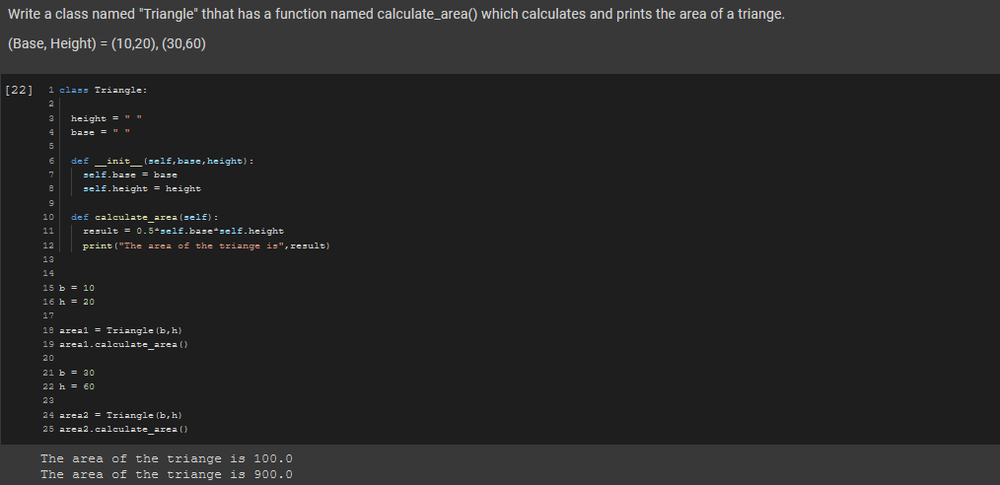 Write a class named "Triangle" thhat has a function named calculate_area() which calculates and prints the area of a triange.
(Base, Height) = (10,20), (30,60)
[22] 1 class Triangle:
2
3 height = " "
4 base = " "
5
6 def __init__(self,base,height):
7 self.base = base
8 self.height = height
9
10 def calculate_area(self):
11 result = 0.5*self.base*self.height
12 print("The area of the triange is",result)
13
14
15 b = 10
16 h = 20
17
18 area1 = Triangle(b,h)
19 area1.calculate_area()
20
21 b = 30
22 h = 60
23
24 area2 = Triangle(b,h)
25 area2.calculate_area()
The area of the triange is 100.0
The area of the triange is 900.0